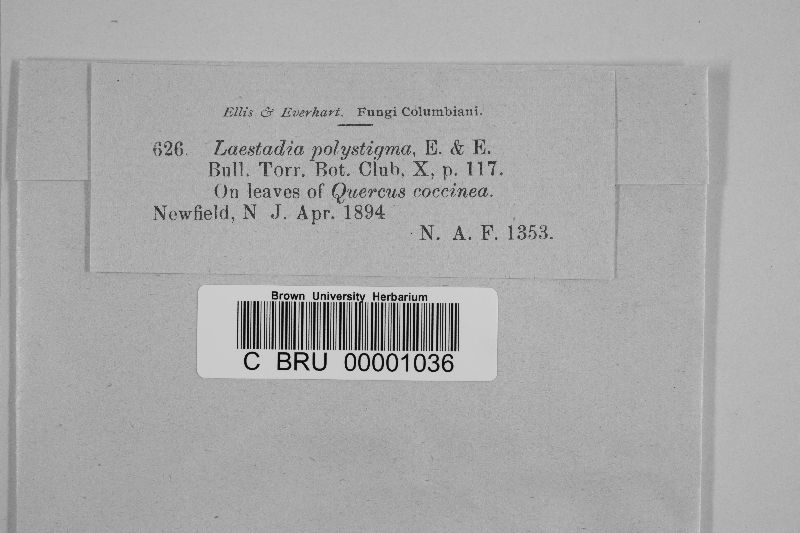 Ellis & Everhart. Fungi Columbiani.
626. Laestadia polystigma, E. & E.
Bull. Torr. Bot. Club, X, p. 117.
On leaves of Quercus coccinea.
Newfield, N J. Apr. 1894
N. A. F. 1353.
Brown University Herbarium
C BRU 00001036